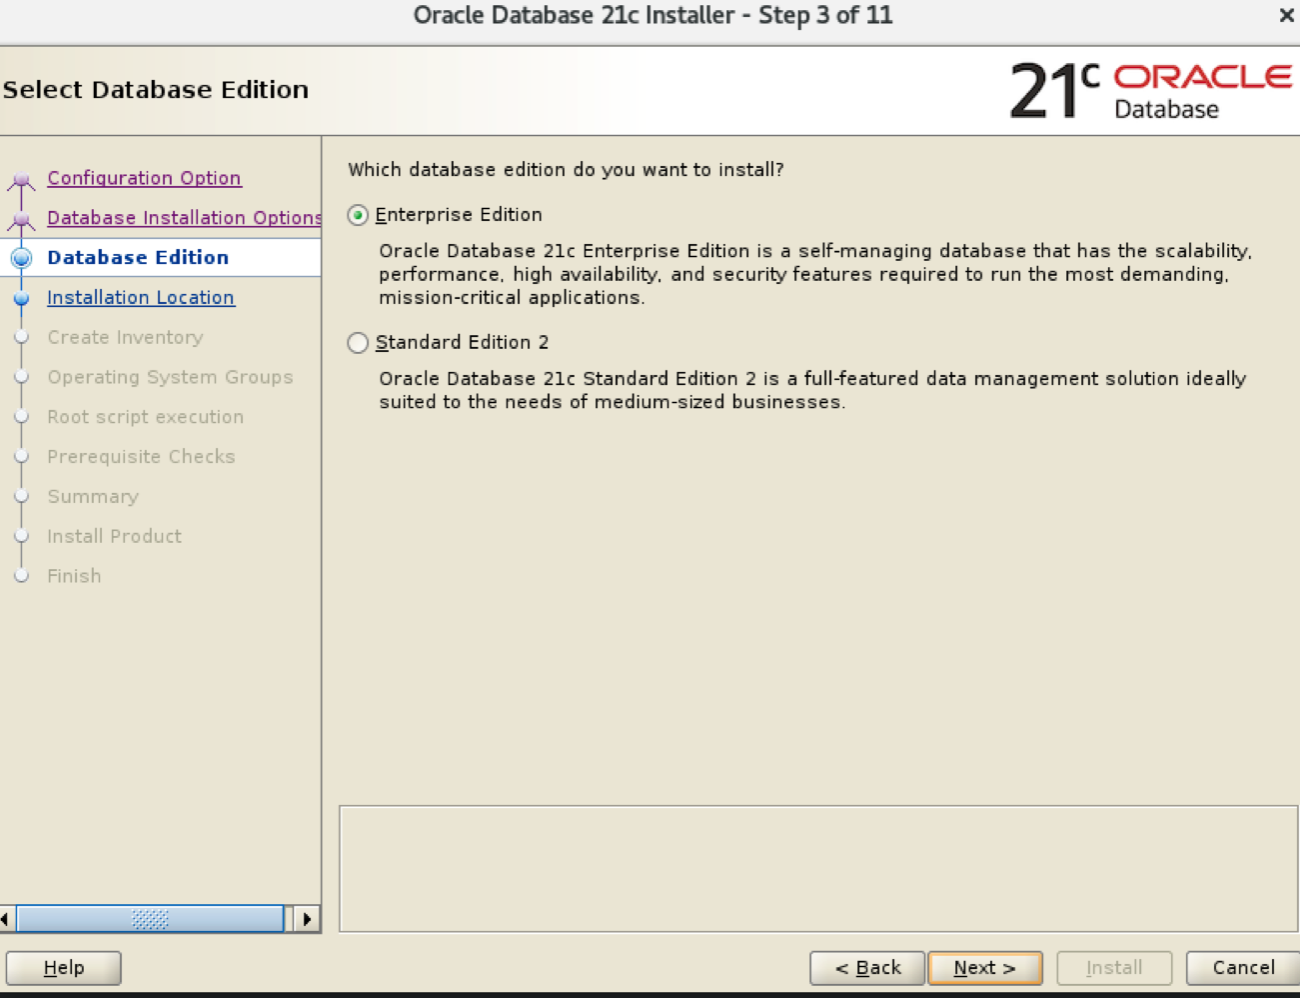 Oracle Database 21c Installer - Step 3 of 11
×
Select Database Edition
21c ORACLE
Database
Configuration Option
Database Installation Options
Database Edition
Installation Location
Create Inventory
Operating System Groups
Root script execution
Prerequisite Checks
Summary
Install Product
Finish
Which database edition do you want to install?
Enterprise Edition
Oracle Database 21c Enterprise Edition is a self-managing database that has the scalability,
performance, high availability, and security features required to run the most demanding,
mission-critical applications.
Standard Edition 2
Oracle Database 21c Standard Edition 2 is a full-featured data management solution ideally
suited to the needs of medium-sized businesses.
Help
< Back
Next >
Install
Cancel